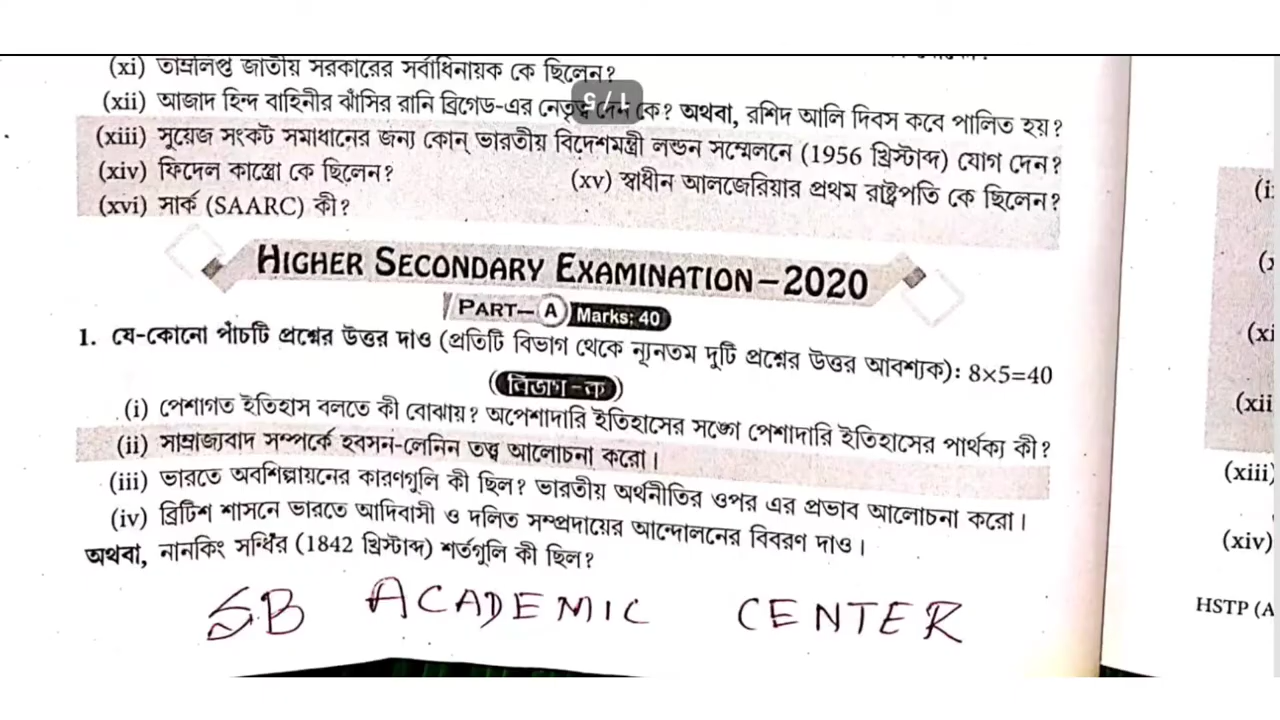 (xi) তাম্রলিপ্ত জাতীয় সরকারের সর্বাধিনায়ক কে ছিলেন?
(xii) আজাদ হিন্দ বাহিনীর ঝাঁসির রানি ব্রিগেড-এর নেতৃত্ব দেন কে? অথবা, রশিদ আলি দিবস কবে পালিত হয়?
1/5
(xiii) সুয়েজ সংকট সমাধানের জন্য কোন্ ভারতীয় বিদেশমন্ত্রী লন্ডন সম্মেলনে (1956 খ্রিস্টাব্দ) যোগ দেন?
(xiv) ফিদেল কাস্ত্রো কে ছিলেন? (xv) স্বাধীন আলজেরিয়ার প্রথম রাষ্ট্রপতি কে ছিলেন?
(xvi) সার্ক (SAARC) কী?
HIGHER SECONDARY EXAMINATION–2020
PART–A Marks: 40
1. যে-কোনো পাঁচটি প্রশ্নের উত্তর দাও (প্রতিটি বিভাগ থেকে ন্যূনতম দুটি প্রশ্নের উত্তর আবশ্যক): 8×5=40
(বিভাগ-ক)
(i) পেশাগত ইতিহাস বলতে কী বোঝায়? অপেশাদারি ইতিহাসের সঙ্গে পেশাদারি ইতিহাসের পার্থক্য কী?
(ii) সাম্রাজ্যবাদ সম্পর্কে হবসন-লেনিন তত্ত্ব আলোচনা করো।
(iii) ভারতে অবশিল্পায়নের কারণগুলি কী ছিল? ভারতীয় অর্থনীতির ওপর এর প্রভাব আলোচনা করো।
(iv) ব্রিটিশ শাসনে ভারতে আদিবাসী ও দলিত সম্প্রদায়ের আন্দোলনের বিবরণ দাও।
অথবা, নানকিং সন্ধির (1842 খ্রিস্টাব্দ) শর্তগুলি কী ছিল?
SB ACADEMIC CENTER
(xii
(xiii)
(xiv)
HSTP (A